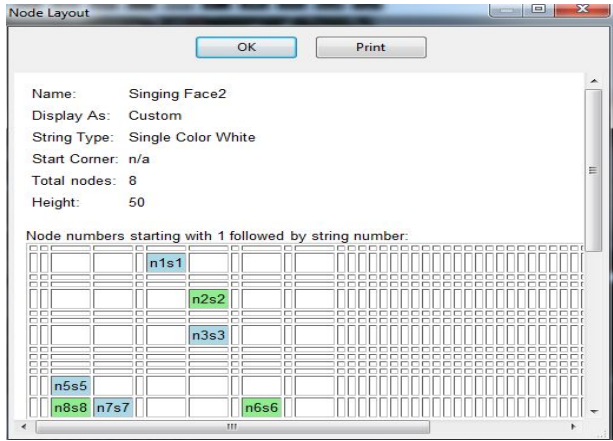 Node Layout
OK Print
Name: Singing Face2
Display As: Custom
String Type: Single Color White
Start Corner: n/a
Total nodes: 8
Height: 50
Node numbers starting with 1 followed by string number:
n1s1
n2s2
n3s3
n5s5
n8s8 n7s7 n6s6